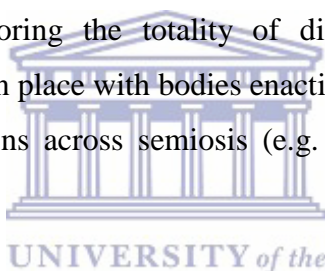 oring the totality of di
n place with bodies enacti
ns across semiosis (e.g.
UNIVERSITY of the